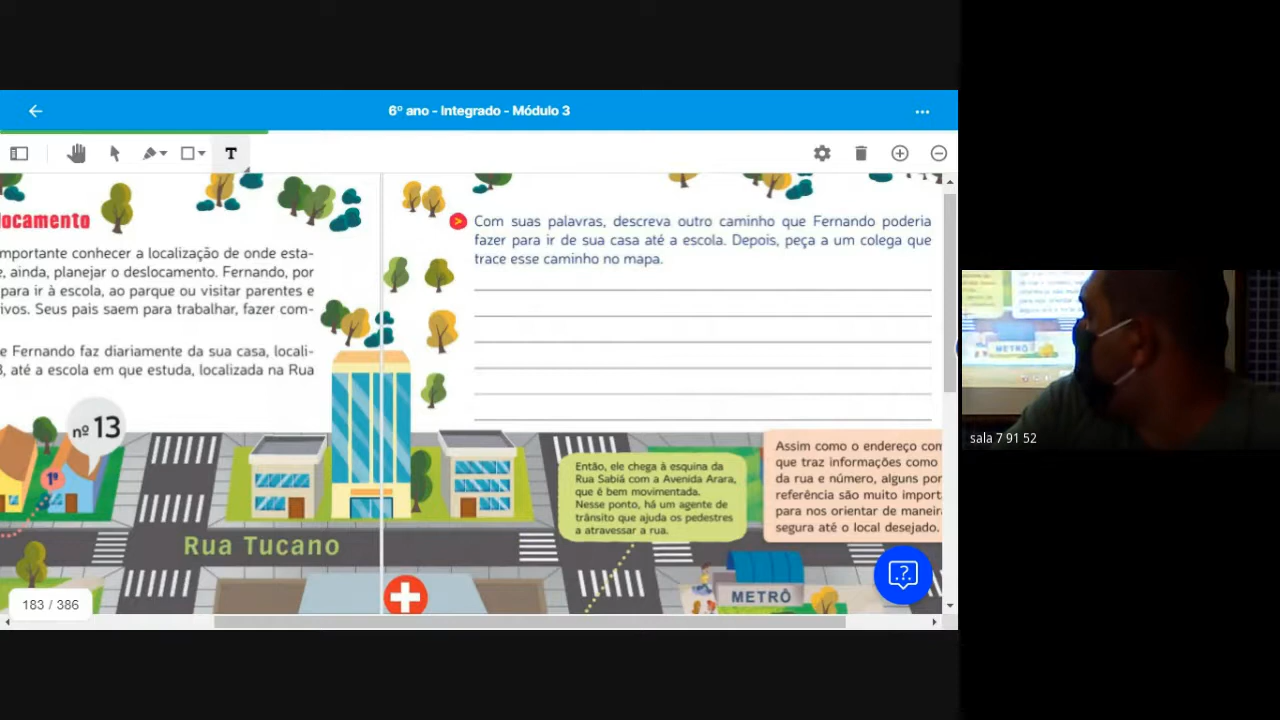 6º ano - Integrado - Módulo 3
locamento
mportante conhecer a localização de onde esta-
e, ainda, planejar o deslocamento. Fernando, por
para ir à escola, ao parque ou visitar parentes e
ivos. Seus pais saem para trabalhar, fazer com-
e Fernando faz diariamente da sua casa, locali-
3, até a escola em que estuda, localizada na Rua
Com suas palavras, descreva outro caminho que Fernando poderia
fazer para ir de sua casa até a escola. Depois, peça a um colega que
trace esse caminho no mapa.
nº 13
1º
Rua Tucano
Então, ele chega à esquina da
Rua Sabiá com a Avenida Arara,
que é bem movimentada.
Nesse ponto, há um agente de
trânsito que ajuda os pedestres
a atravessar a rua.
Assim como o endereço com
que traz informações como
da rua e número, alguns pon
referência são muito import
para nos orientar de maneir
segura até o local desejado.
METRÔ
183 / 386
METRÔ
sala 7 91 52